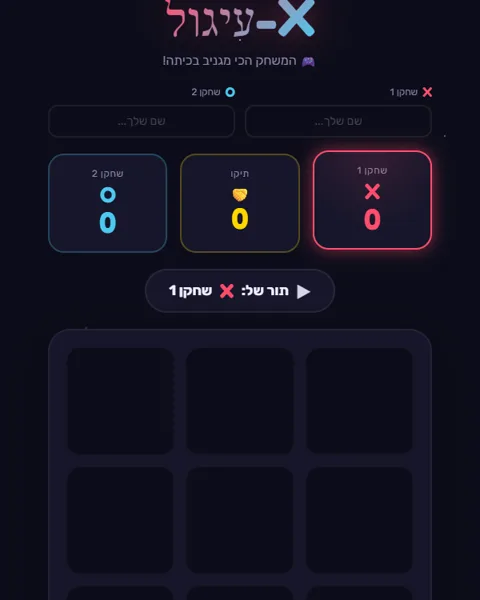 X-עיגול
🎮 המשחק הכי מגניב בכיתה!
❌ שחקן 1
⭕ שחקן 2
שם שלך...
שם שלך...
שחקן 1
❌
0
תיקו
🤝
0
שחקן 2
⭕
0
▶ תור של: ❌ שחקן 1